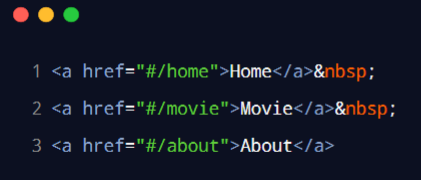 1 <a href="#/home">Home</a>&nbsp;
2 <a href="#/movie">Movie</a>&nbsp;
3 <a href="#/about">About</a>